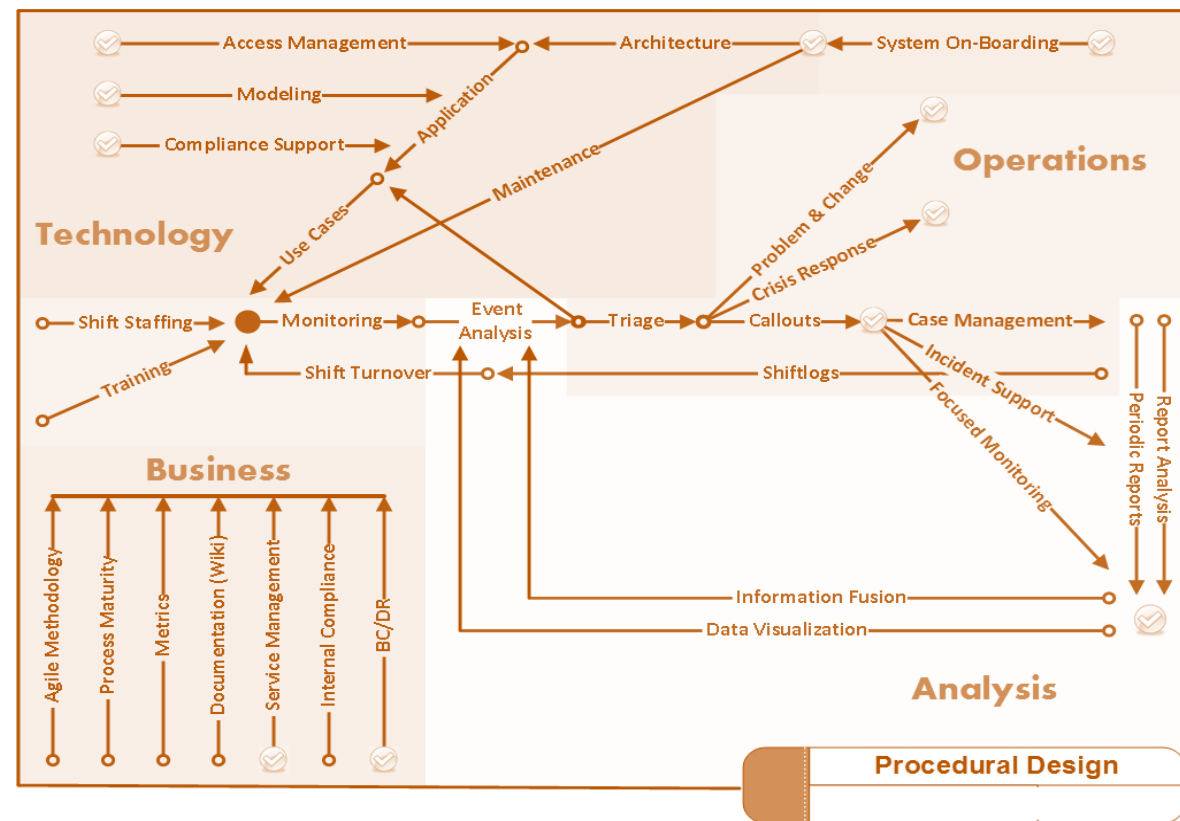 Access Management
Architecture
System On-Boarding
Modeling
Application
Compliance Support
Maintenance
Problem & Change
Operations
Technology
Use Cases
Crisis Response
Shift Staffing
Monitoring
Event
Analysis
Triage
Callouts
Case Management
Training
Shift Turnover
Shiftlogs
Incident Support
Focused Monitoring
Periodic Reports
Report Analysis
Business
Agile Methodology
Process Maturity
Metrics
Documentation (Wiki)
Service Management
Internal Compliance
BC/DR
Information Fusion
Data Visualization
Analysis
Procedural Design